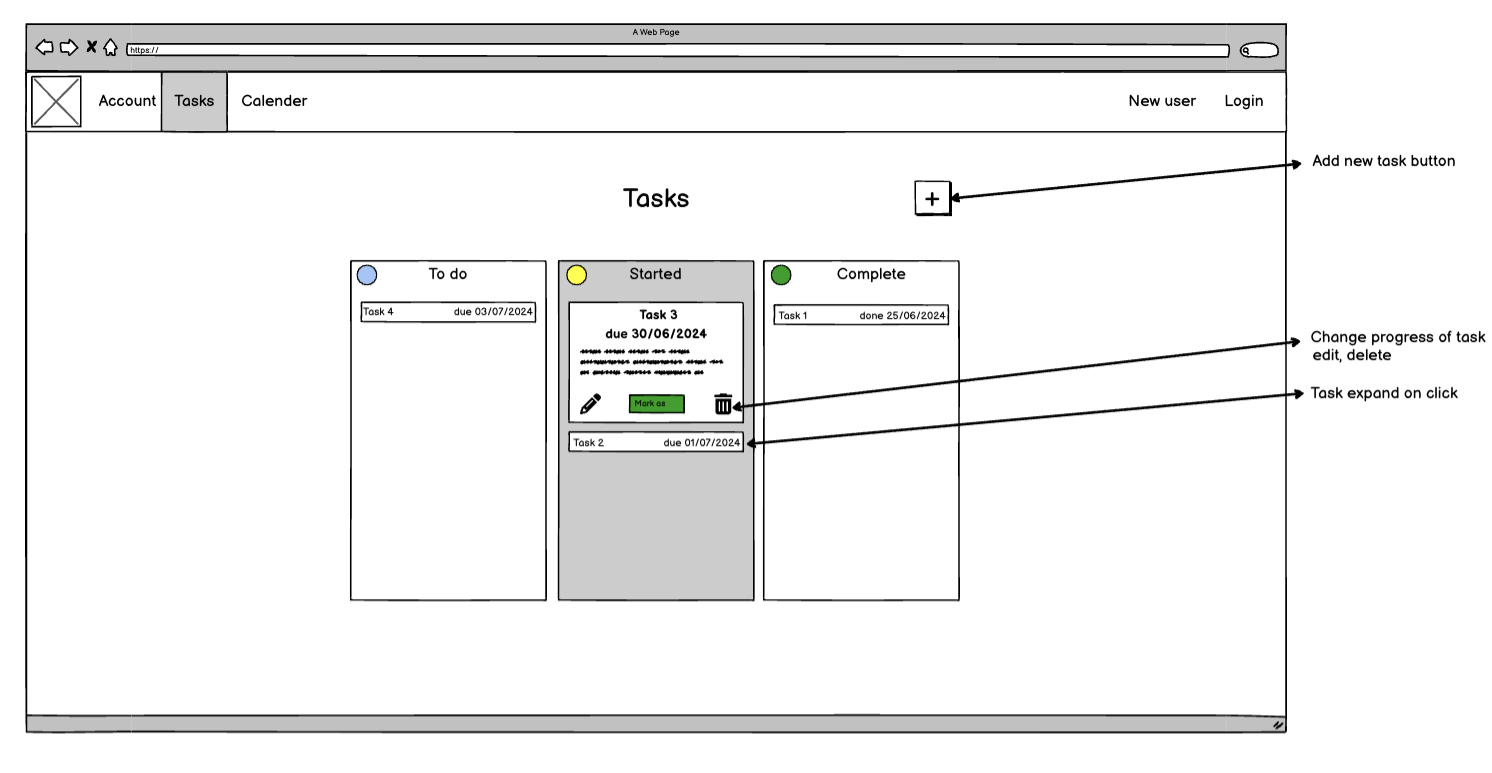 A Web Page
https://
Account Tasks Calender New user Login
Add new task button
Tasks
+
To do Started Complete
Task 4 due 03/07/2024
Task 3
due 30/06/2024
Task 1 done 25/06/2024
Change progress of task
edit, delete
Mark as
Task expand on click
Task 2 due 01/07/2024